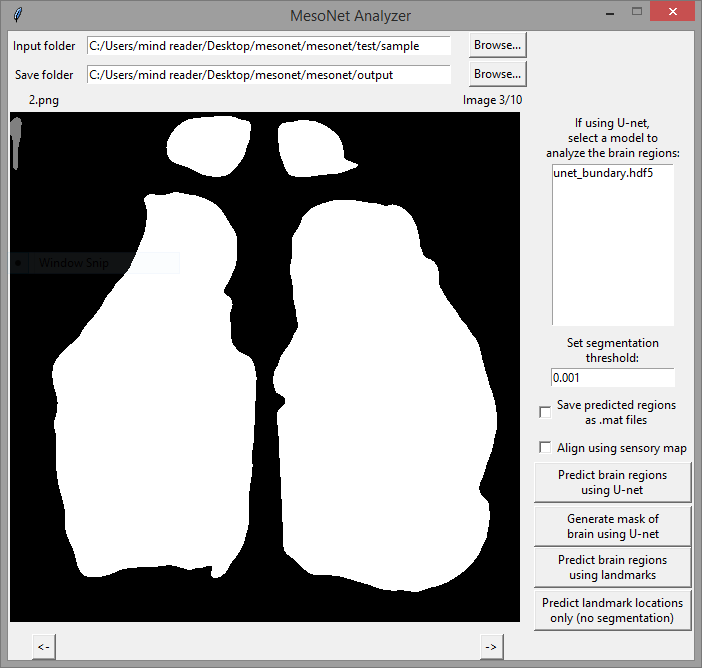 MesoNet Analyzer
Input folder C:/Users/mind reader/Desktop/mesonet/mesonet/test/sample Browse...
Save folder C:/Users/mind reader/Desktop/mesonet/mesonet/output Browse...
2.png Image 3/10
If using U-net,
select a model to
analyze the brain regions:
unet_bundary.hdf5
Window Snip
Set segmentation
threshold:
0.001
Save predicted regions
as .mat files
Align using sensory map
Predict brain regions
using U-net
Generate mask of
brain using U-net
Predict brain regions
using landmarks
Predict landmark locations
only (no segmentation)
<- ->